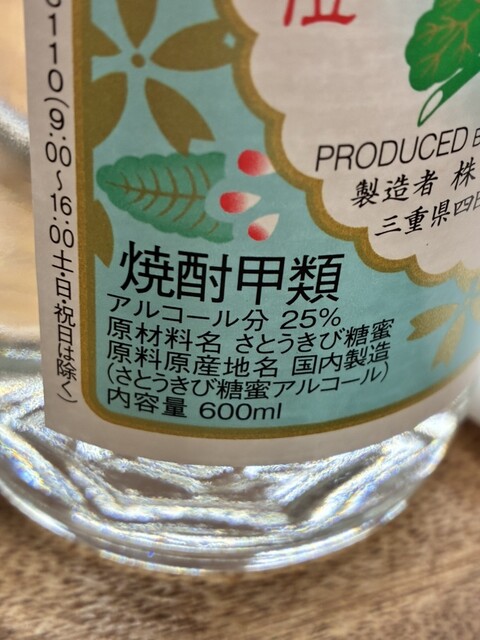 PRODUCED
製造者 株
三重県四日
焼酎甲類
アルコール分 25%
原材料名 さとうきび糖蜜
原料原産地名 国内製造
(さとうきび糖蜜アルコール)
内容量 600ml
110(9:00～16:00 土・日・祝日は除く)